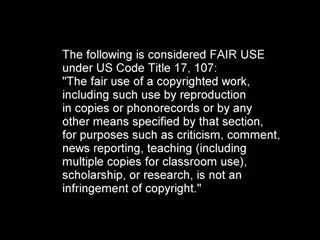 The following is considered FAIR USE
under US Code Title 17, 107:
"The fair use of a copyrighted work,
including such use by reproduction
in copies or phonorecords or by any
other means specified by that section,
for purposes such as criticism, comment,
news reporting, teaching (including
multiple copies for classroom use),
scholarship, or research, is not an
infringement of copyright."